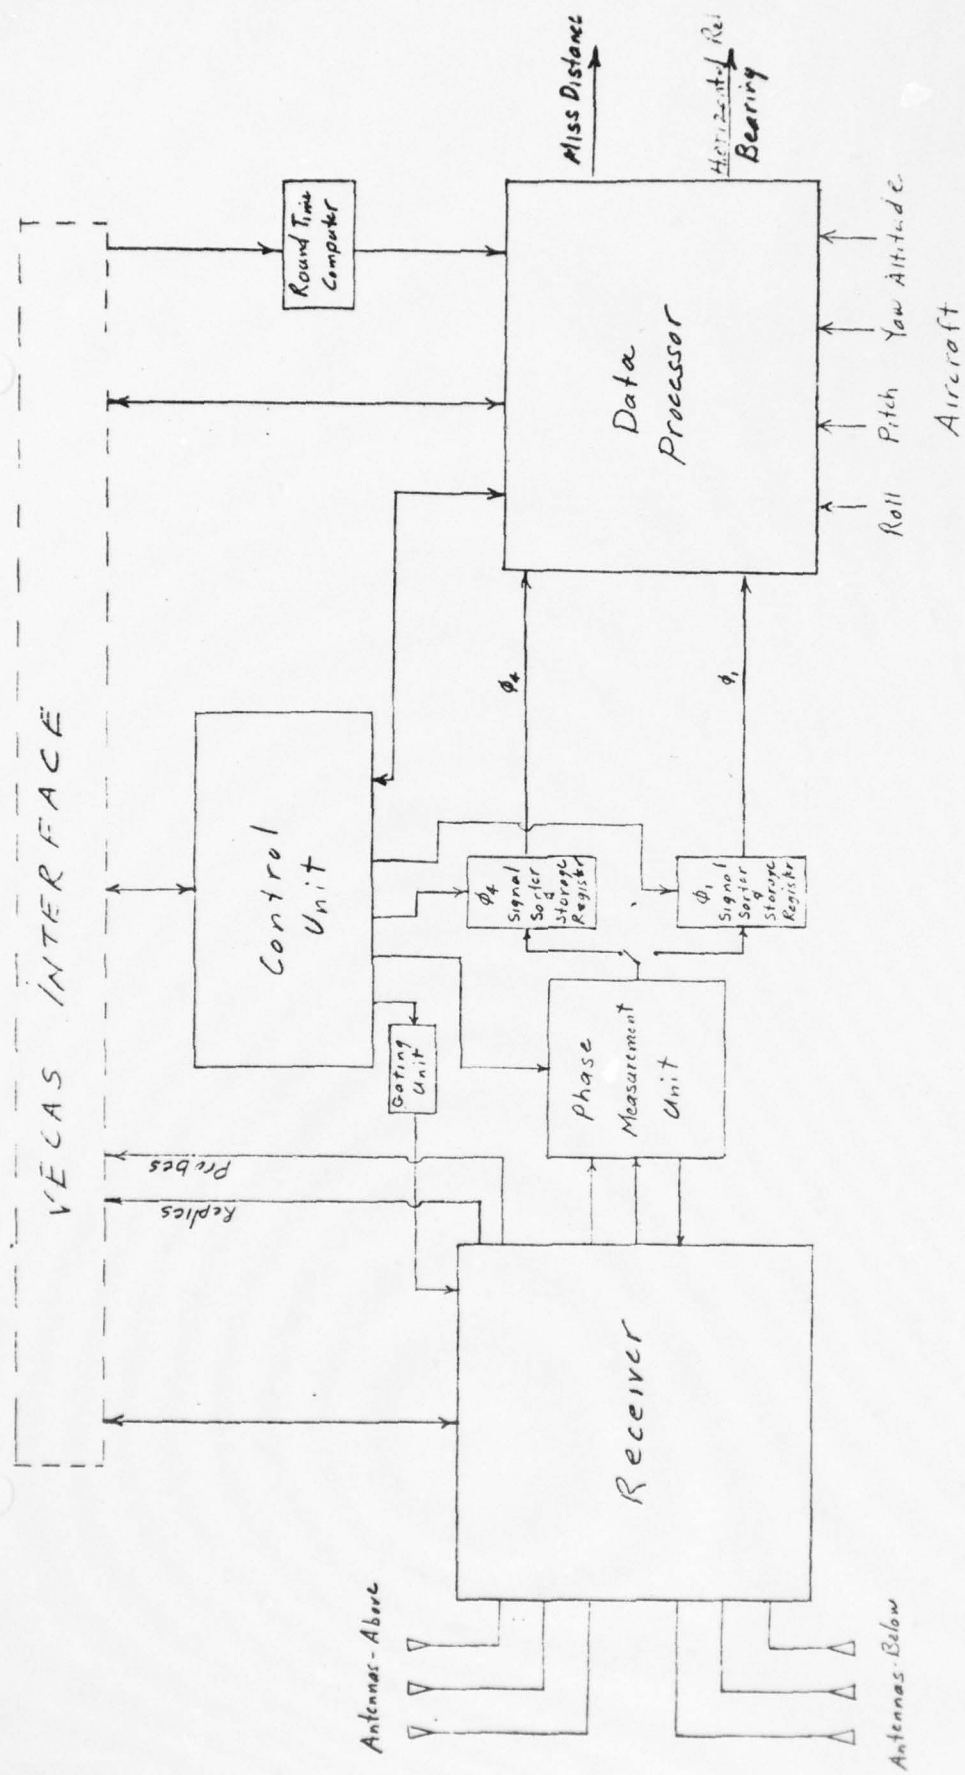 VECAS INTERFACE
Replies
Probes
Round Time
Computer
Control
Unit
Gating
Unit
Antennas-Above
Receiver
Antennas-Below
Phase
Measurement
Unit
ϕ4
Signal
Sorter
&
Storage
Register
ϕ1
Signal
Sorter
&
Storage
Register
ϕ4
ϕ1
Data
Processor
Miss Distance
Horizontal Rel
Bearing
Roll Pitch Yaw Altitude
Aircraft